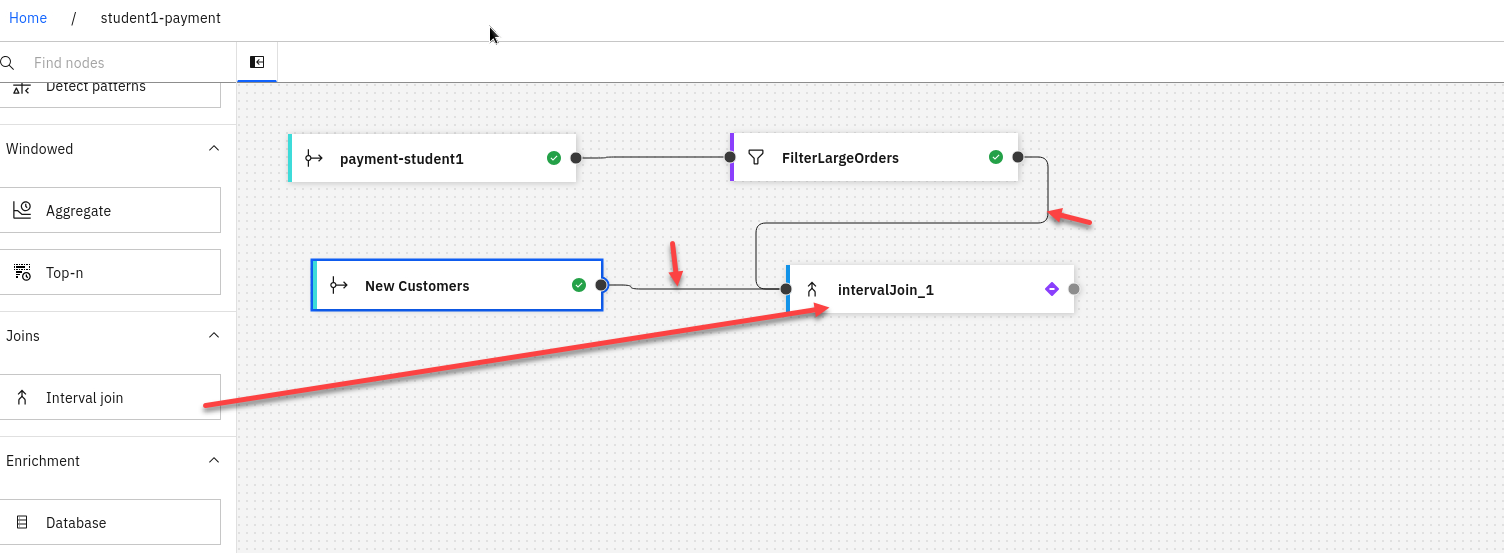 Home / student1-payment
Find nodes
Detect patterns
Windowed
Aggregate
Top-n
Joins
Interval join
Enrichment
Database
payment-student1
FilterLargeOrders
New Customers
intervalJoin_1